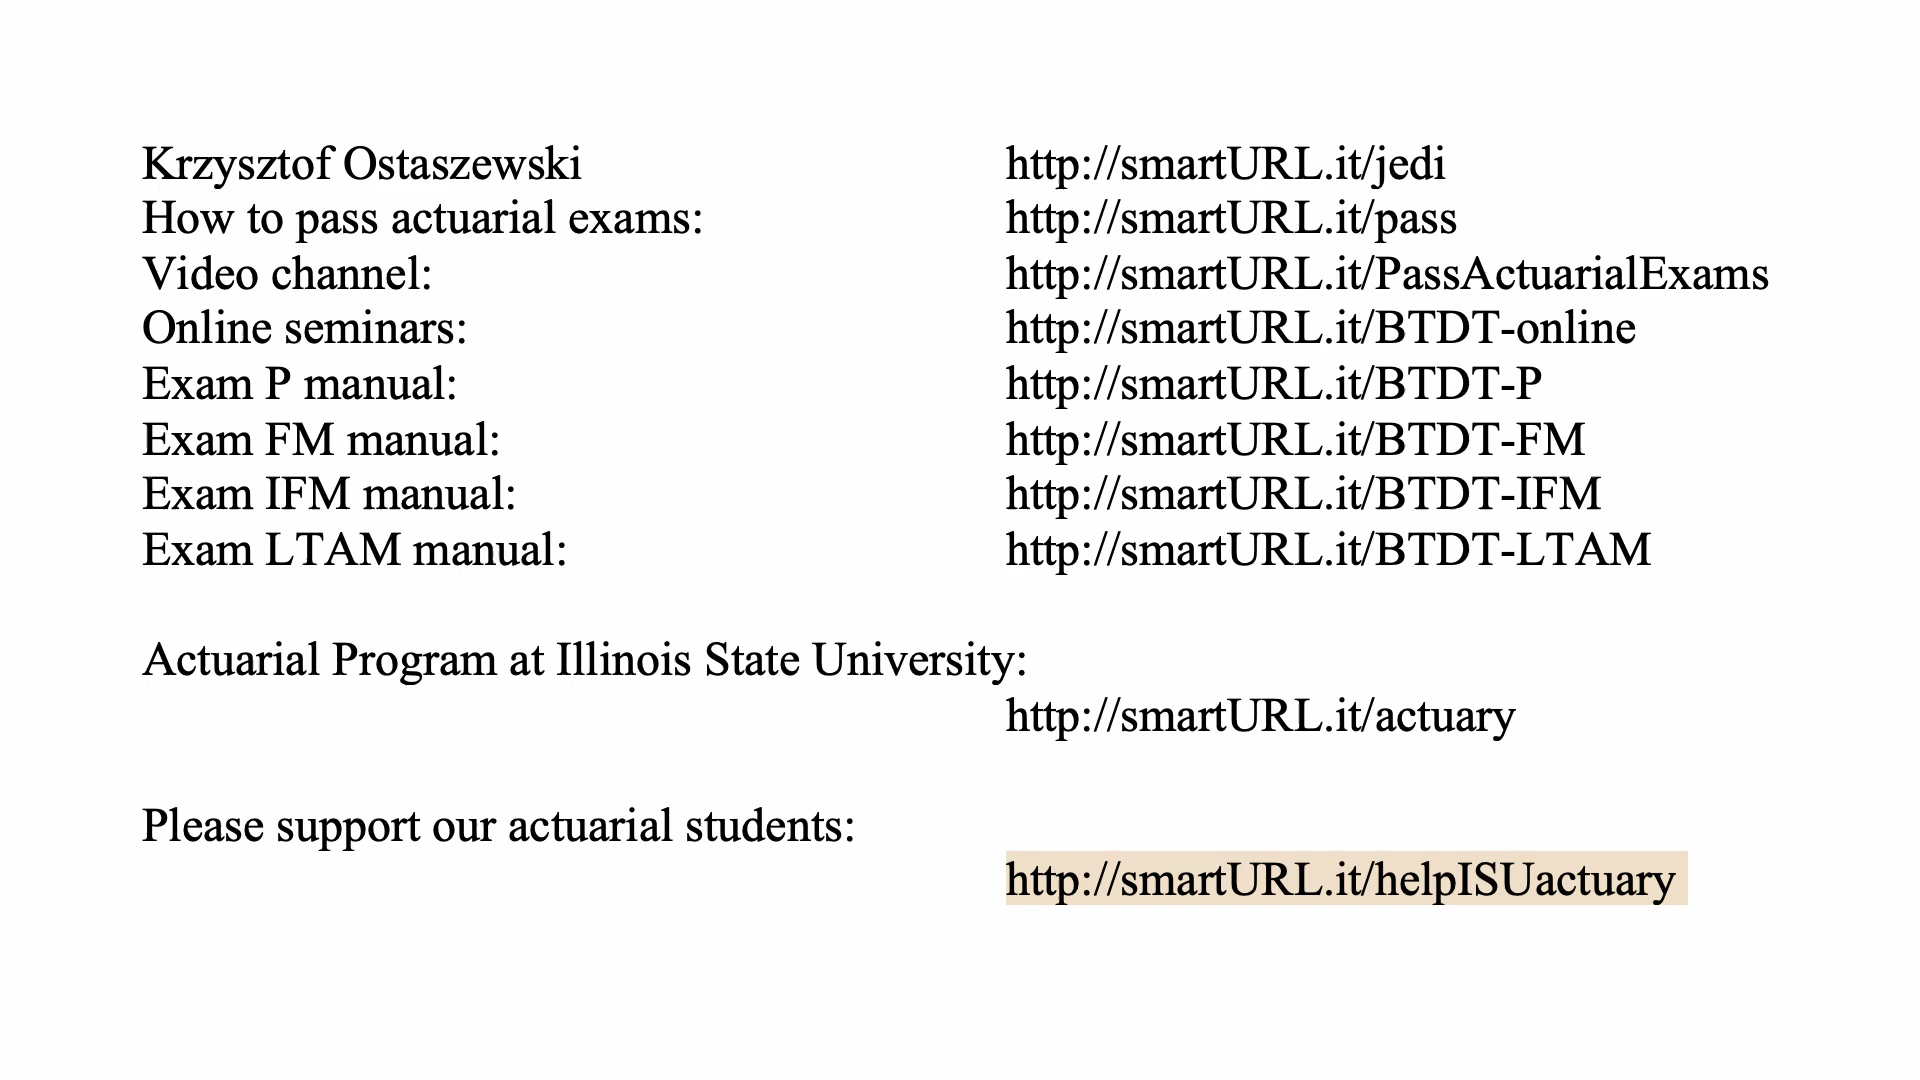 Krzysztof Ostaszewski http://smartURL.it/jedi
How to pass actuarial exams: http://smartURL.it/pass
Video channel: http://smartURL.it/PassActuarialExams
Online seminars: http://smartURL.it/BTDT-online
Exam P manual: http://smartURL.it/BTDT-P
Exam FM manual: http://smartURL.it/BTDT-FM
Exam IFM manual: http://smartURL.it/BTDT-IFM
Exam LTAM manual: http://smartURL.it/BTDT-LTAM
Actuarial Program at Illinois State University:
http://smartURL.it/actuary
Please support our actuarial students:
http://smartURL.it/helpISUactuary